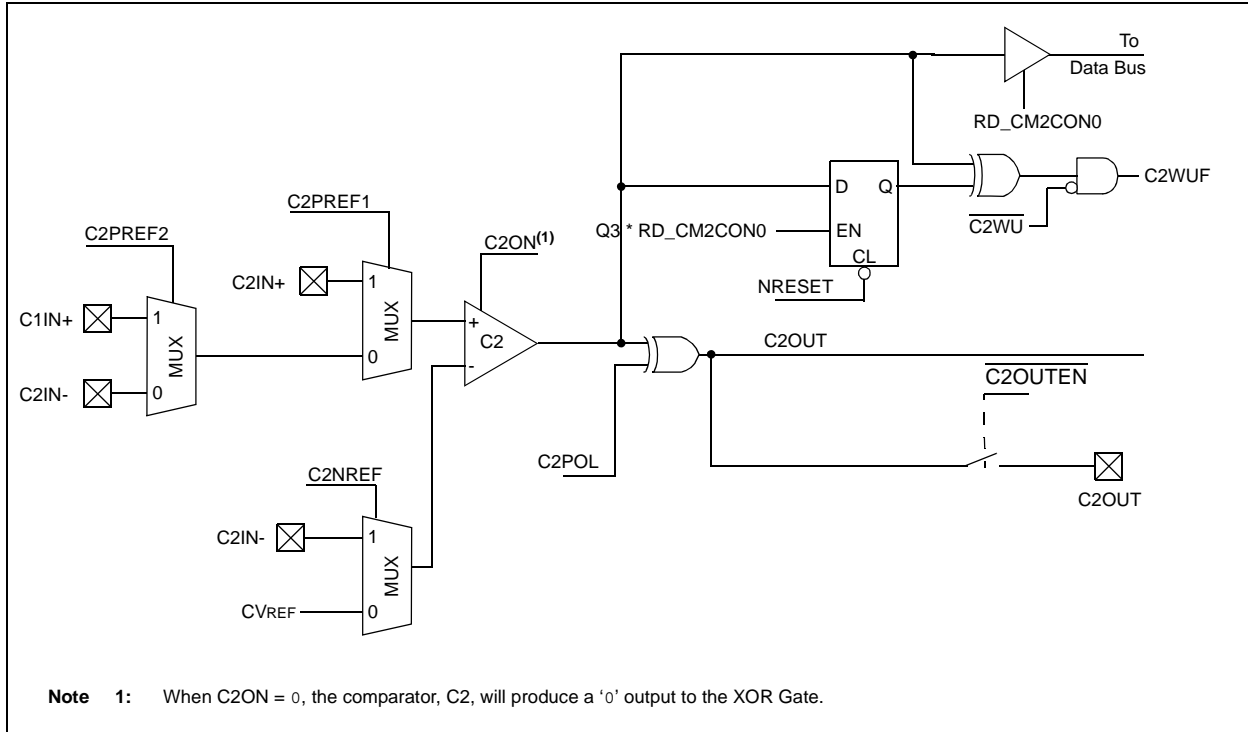 To
Data Bus
RD_CM2CON0
D Q
C2WUF
C2PREF1
C2PREF2
C2ON(1)
Q3 * RD_CM2CON0
EN
C2WU
CL
C2IN+
1
NRESET
C1IN+
1
MUX
+
C2
C2OUT
MUX
0
-
C2OUTEN
C2IN-
0
C2POL
C2NREF
C2OUT
C2IN-
1
MUX
CVREF
0
Note 1: When C2ON = 0, the comparator, C2, will produce a ‘0’ output to the XOR Gate.